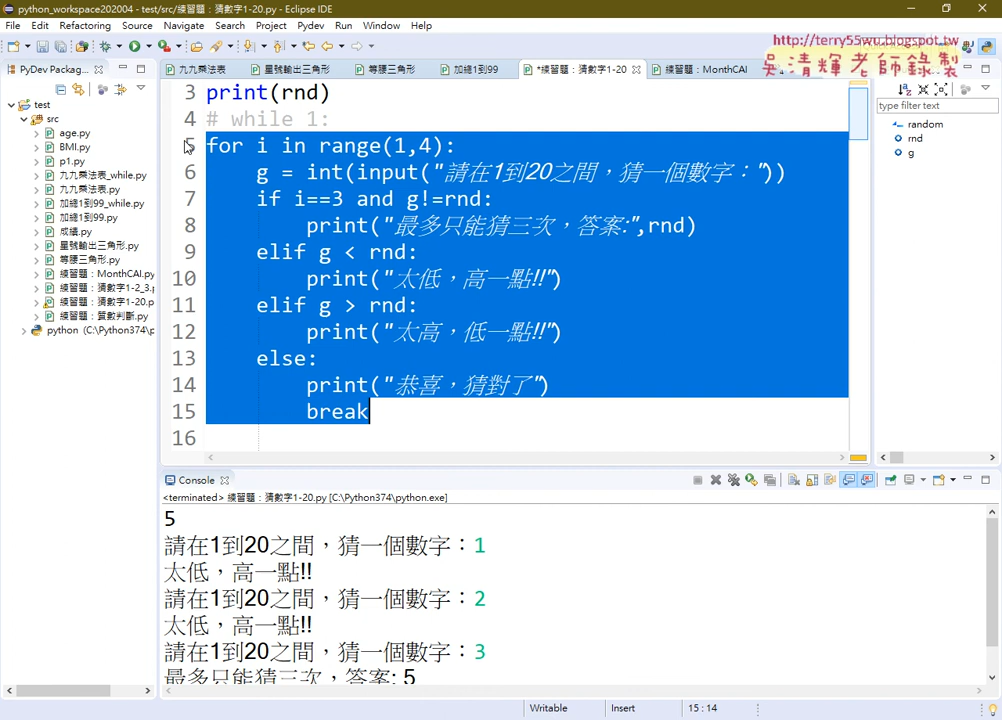 python_workspace202004 - test/src/練習題：猜數字1-20.py - Eclipse IDE
File Edit Refactoring Source Navigate Search Project Pydev Run Window Help
http://terry55wu.blogspot.tw
吳清輝老師錄製
PyDev Packag...
九九乘法表
星號輸出三角形
等腰三角形
加總1到99
*練習題：猜數字1-20
練習題：MonthCAl
test
src
age.py
BMI.py
p1.py
九九乘法表_while.py
九九乘法表.py
加總1到99_while.py
加總1到99.py
成績.py
星號輸出三角形.py
等腰三角形.py
練習題：MonthCAl.py
練習題：猜數字1-2_3.p
練習題：猜數字1-20.p
練習題：質數判斷.py
python (C:\Python374\p
3 print(rnd)
4 # while 1:
5 for i in range(1,4):
6 g = int(input("請在1到20之間，猜一個數字："))
7 if i==3 and g!=rnd:
8 print("最多只能猜三次，答案:",rnd)
9 elif g < rnd:
10 print("太低，高一點!!")
11 elif g > rnd:
12 print("太高，低一點!!")
13 else:
14 print("恭喜，猜對了")
15 break
16
type filter text
random
rnd
g
Console
<terminated> 練習題：猜數字1-20.py [C:\Python374\python.exe]
5
請在1到20之間，猜一個數字：1
太低，高一點!!
請在1到20之間，猜一個數字：2
太低，高一點!!
請在1到20之間，猜一個數字：3
最多只能猜三次，答案: 5
Writable Insert 15 : 14